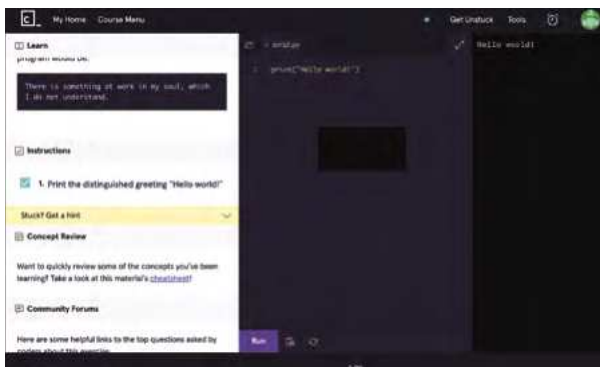 C_ My Home Course Menu Get Unstuck Tools
Learn
program would be:
There is something at work in my soul, which
I do not understand.
Instructions
1. Print the distinguished greeting "Hello world!"
Stuck? Get a hint
Concept Review
Want to quickly review some of the concepts you've been
learning? Take a look at this material's cheatsheet!
Community Forums
Here are some helpful links to the top questions asked by
coders about this exercise
1 print("Hello world!")
Run
Hello world!